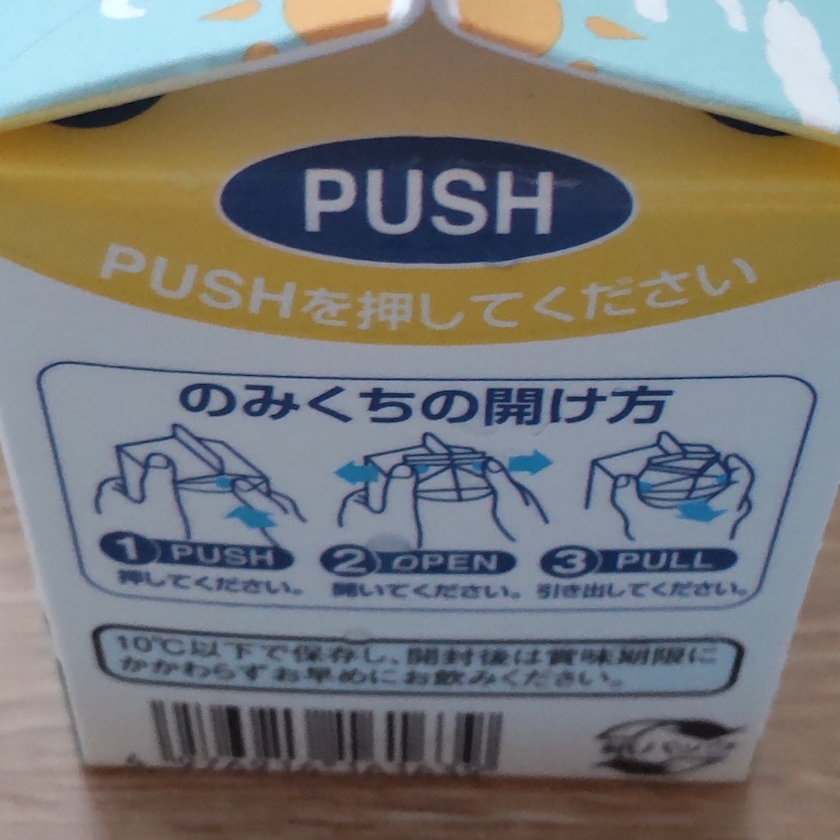 PUSH
PUSHを押してください
のみくちの開け方
1 PUSH
押してください。
2 OPEN
開いてください。
3 PULL
引き出してください。
10℃以下で保存し、開封後は賞味期限に
かかわらずお早めにお飲みください。
紙パック